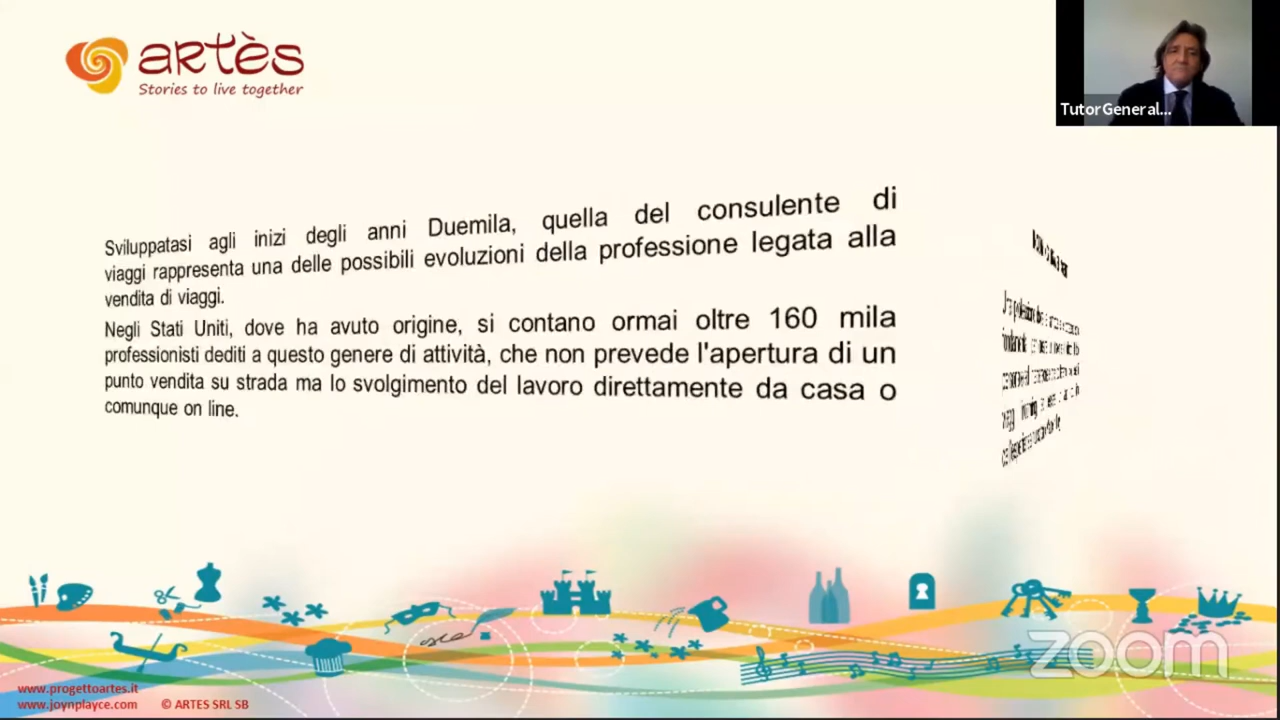 artès
Stories to live together
TutorGeneral...
Sviluppatasi agli inizi degli anni Duemila, quella del consulente di
viaggi rappresenta una delle possibili evoluzioni della professione legata alla
vendita di viaggi.
Negli Stati Uniti, dove ha avuto origine, si contano ormai oltre 160 mila
professionisti dediti a questo genere di attività, che non prevede l'apertura di un
punto vendita su strada ma lo svolgimento del lavoro direttamente da casa o
comunque on line.
zoom
www.progettoartes.it
www.joynplayce.com © ARTES SRL SB